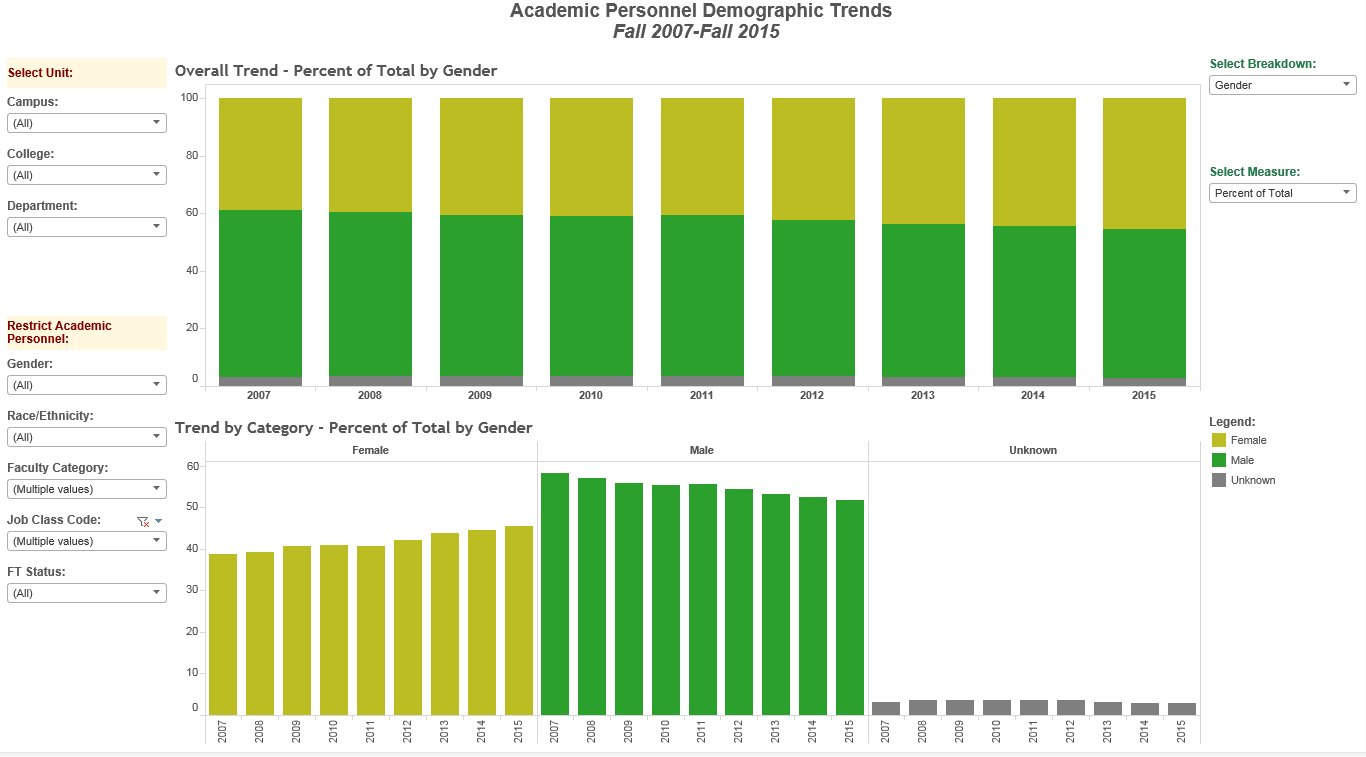 Academic Personnel Demographic Trends
Fall 2007-Fall 2015
Select Unit:
Campus:
(All)
College:
(All)
Department:
(All)
Restrict Academic
Personnel:
Gender:
(All)
Race/Ethnicity:
(All)
Faculty Category:
(Multiple values)
Job Class Code:
(Multiple values)
FT Status:
(All)
Overall Trend - Percent of Total by Gender
100
80
60
40
20
0
2007 2008 2009 2010 2011 2012 2013 2014 2015
Trend by Category - Percent of Total by Gender
Female Male Unknown
60
50
40
30
20
10
0
2007 2008 2009 2010 2011 2012 2013 2014 2015 2007 2008 2009 2010 2011 2012 2013 2014 2015 2007 2008 2009 2010 2011 2012 2013 2014 2015
Select Breakdown:
Gender
Select Measure:
Percent of Total
Legend:
Female
Male
Unknown